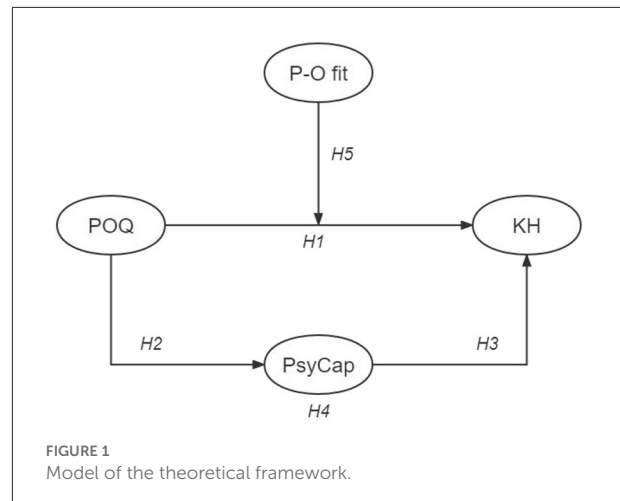 P-O fit
H5
POQ
KH
H1
H2
H3
PsyCap
H4
FIGURE 1
Model of the theoretical framework.